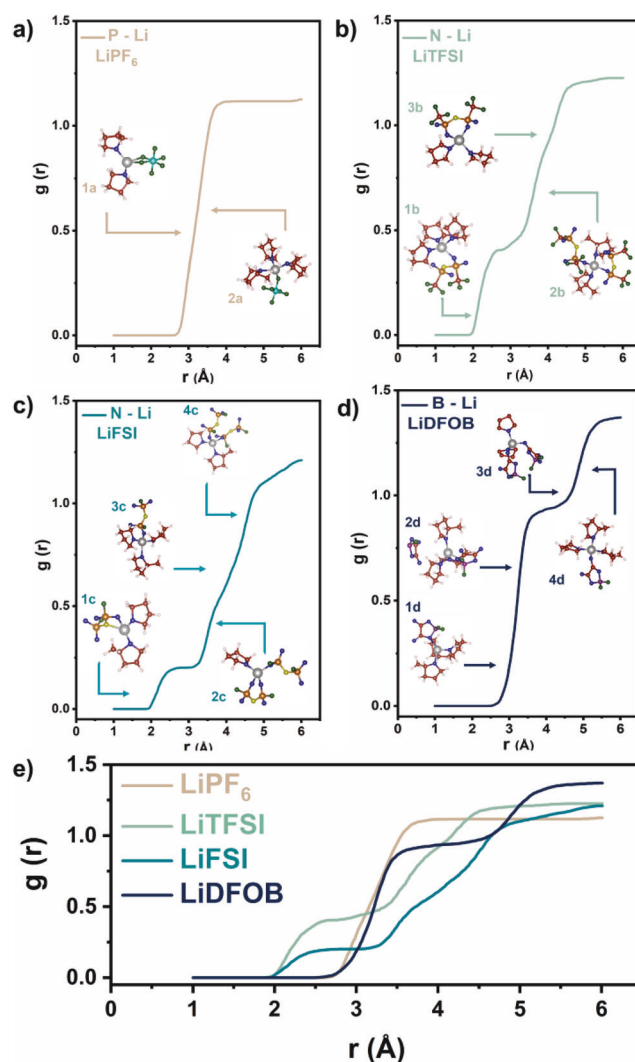 a)
P - Li
LiPF6
1.5
1.0
0.5
0.0
g (r)
1a
2a
1 2 3 4 5 6
r (Å)
b)
N - Li
LiTFSI
1.5
1.0
0.5
0.0
g (r)
3b
1b
2b
1 2 3 4 5 6
r (Å)
c)
N - Li
LiFSI
1.5
1.0
0.5
0.0
g (r)
4c
3c
1c
2c
1 2 3 4 5 6
r (Å)
d)
B - Li
LiDFOB
1.5
1.0
0.5
0.0
g (r)
3d
2d
4d
1d
1 2 3 4 5 6
r (Å)
e)
LiPF6
LiTFSI
LiFSI
LiDFOB
1.5
1.0
0.5
0.0
g (r)
1 2 3 4 5 6
r (Å)